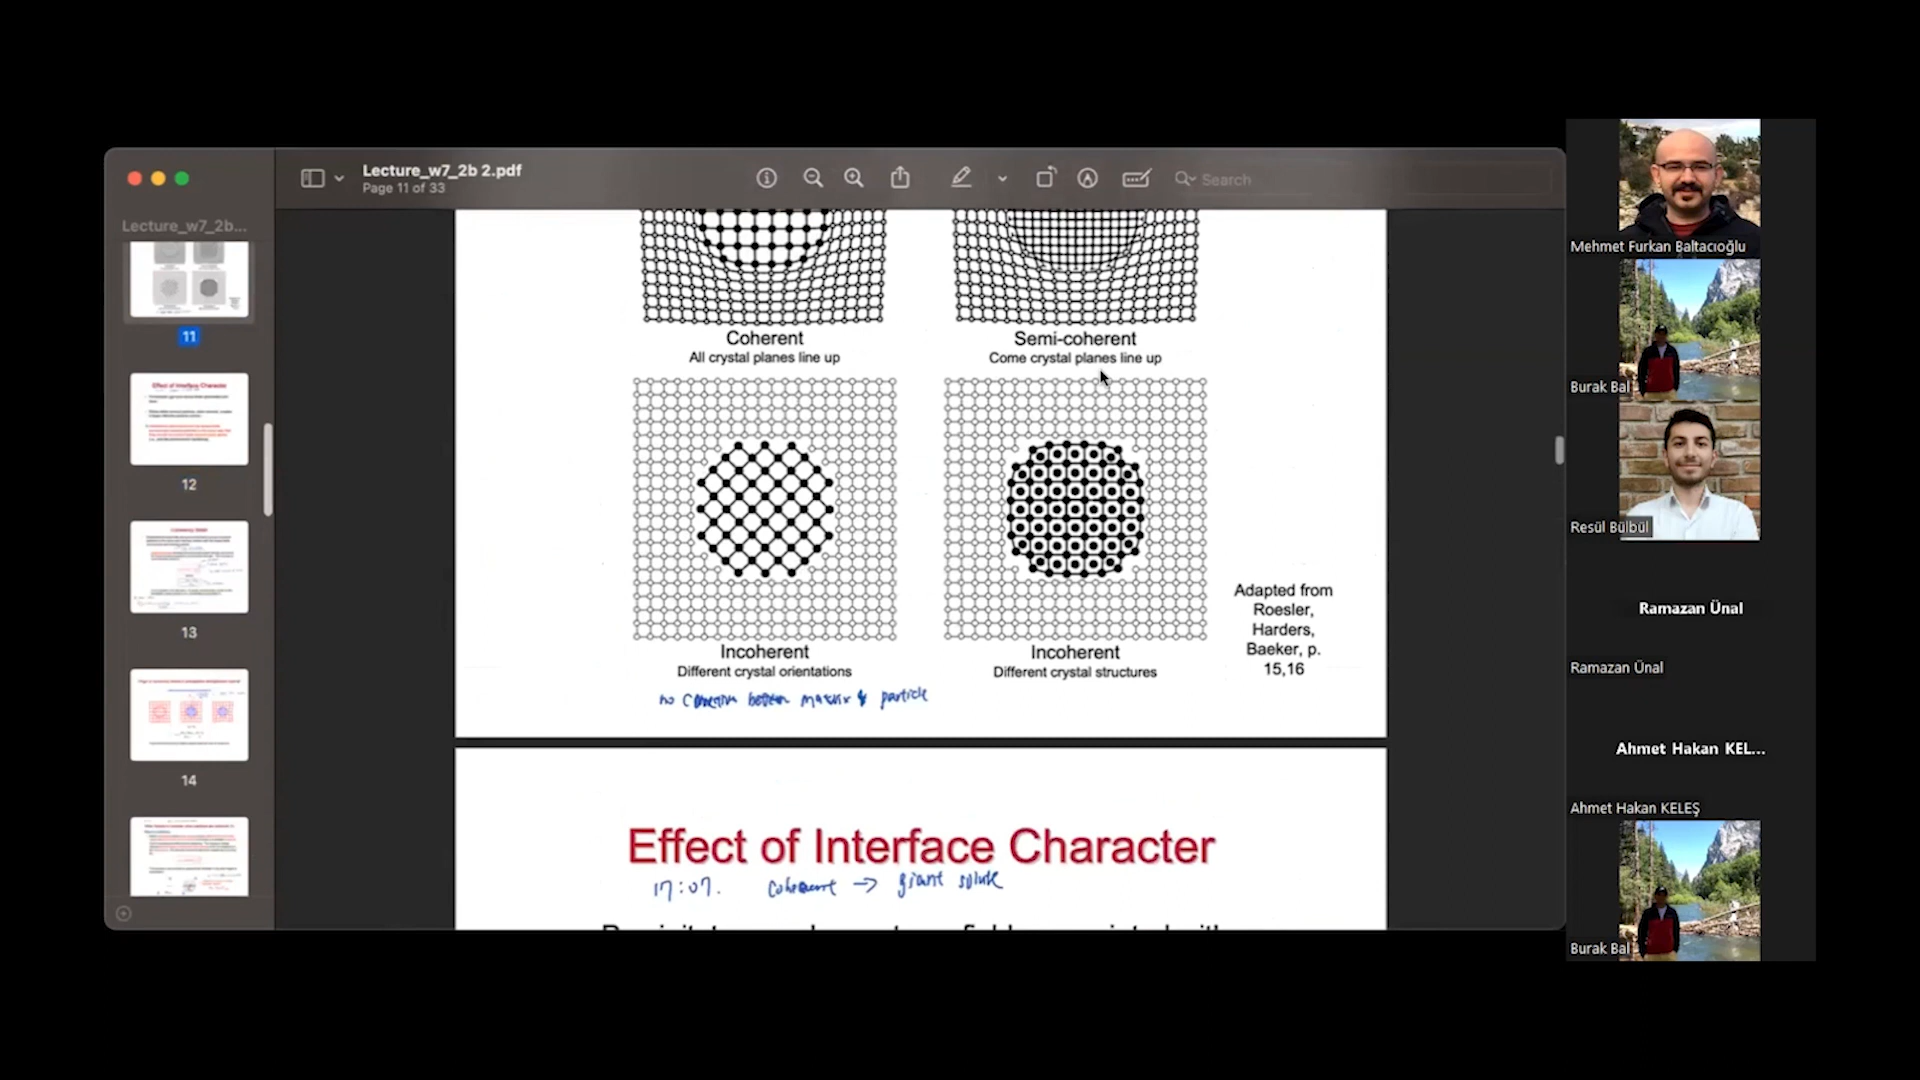 Lecture_w7_2b 2.pdf
Page 11 of 33
Search
Lecture_w7_2b...
11
12
13
14
Coherent
All crystal planes line up
Semi-coherent
Come crystal planes line up
Incoherent
Different crystal orientations
Incoherent
Different crystal structures
Adapted from
Roesler,
Harders,
Baeker, p.
15,16
no between matrix & particle
Effect of Interface Character
17:07. Coherent → giant solute
Mehmet Furkan Baltacıoğlu
Burak Bal
Resül Bülbül
Ramazan Ünal
Ramazan Ünal
Ahmet Hakan KEL...
Ahmet Hakan KELEŞ
Burak Bal